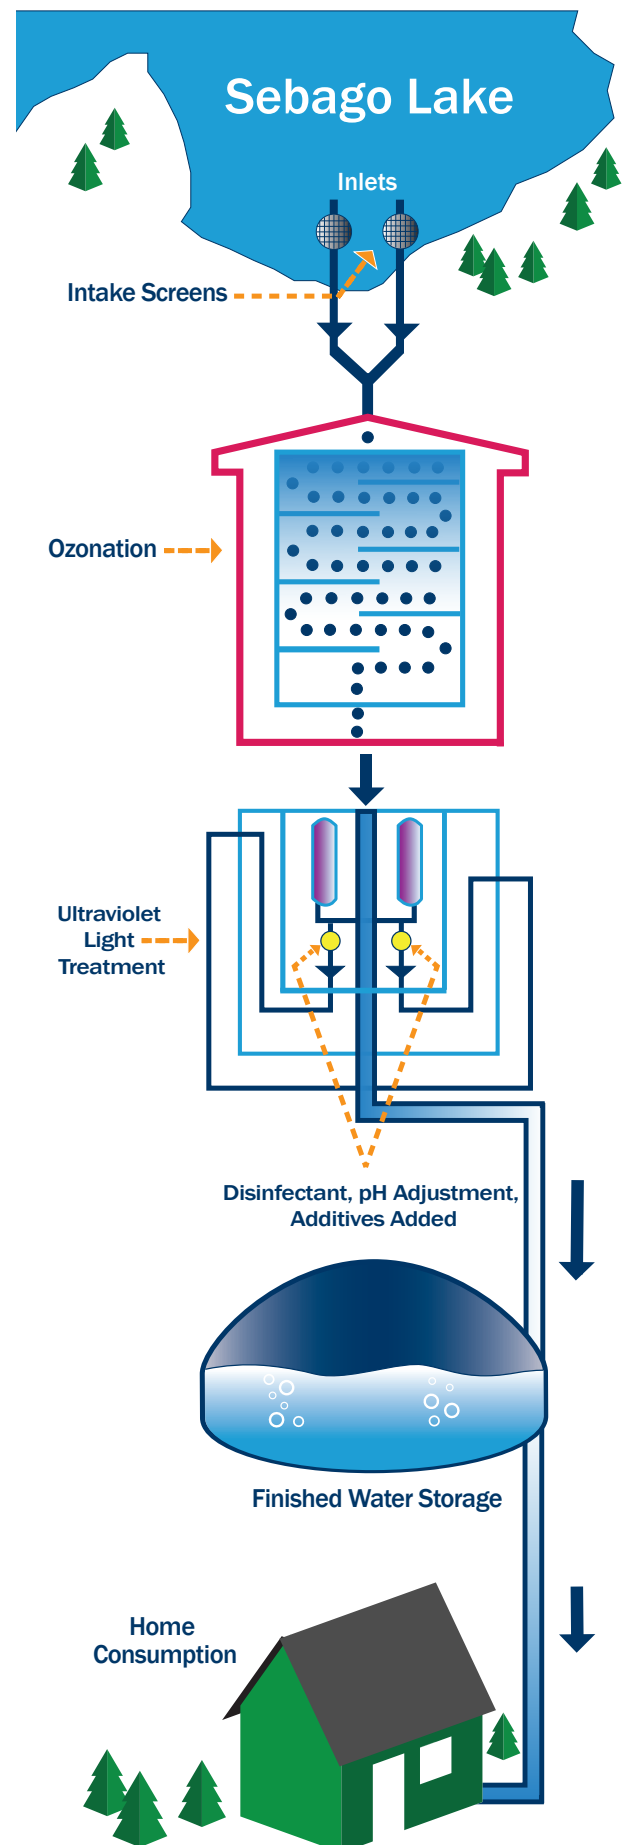 Sebago Lake
Inlets
Intake Screens
Ozonation
Ultraviolet
Light
Treatment
Disinfectant, pH Adjustment,
Additives Added
Finished Water Storage
Home
Consumption